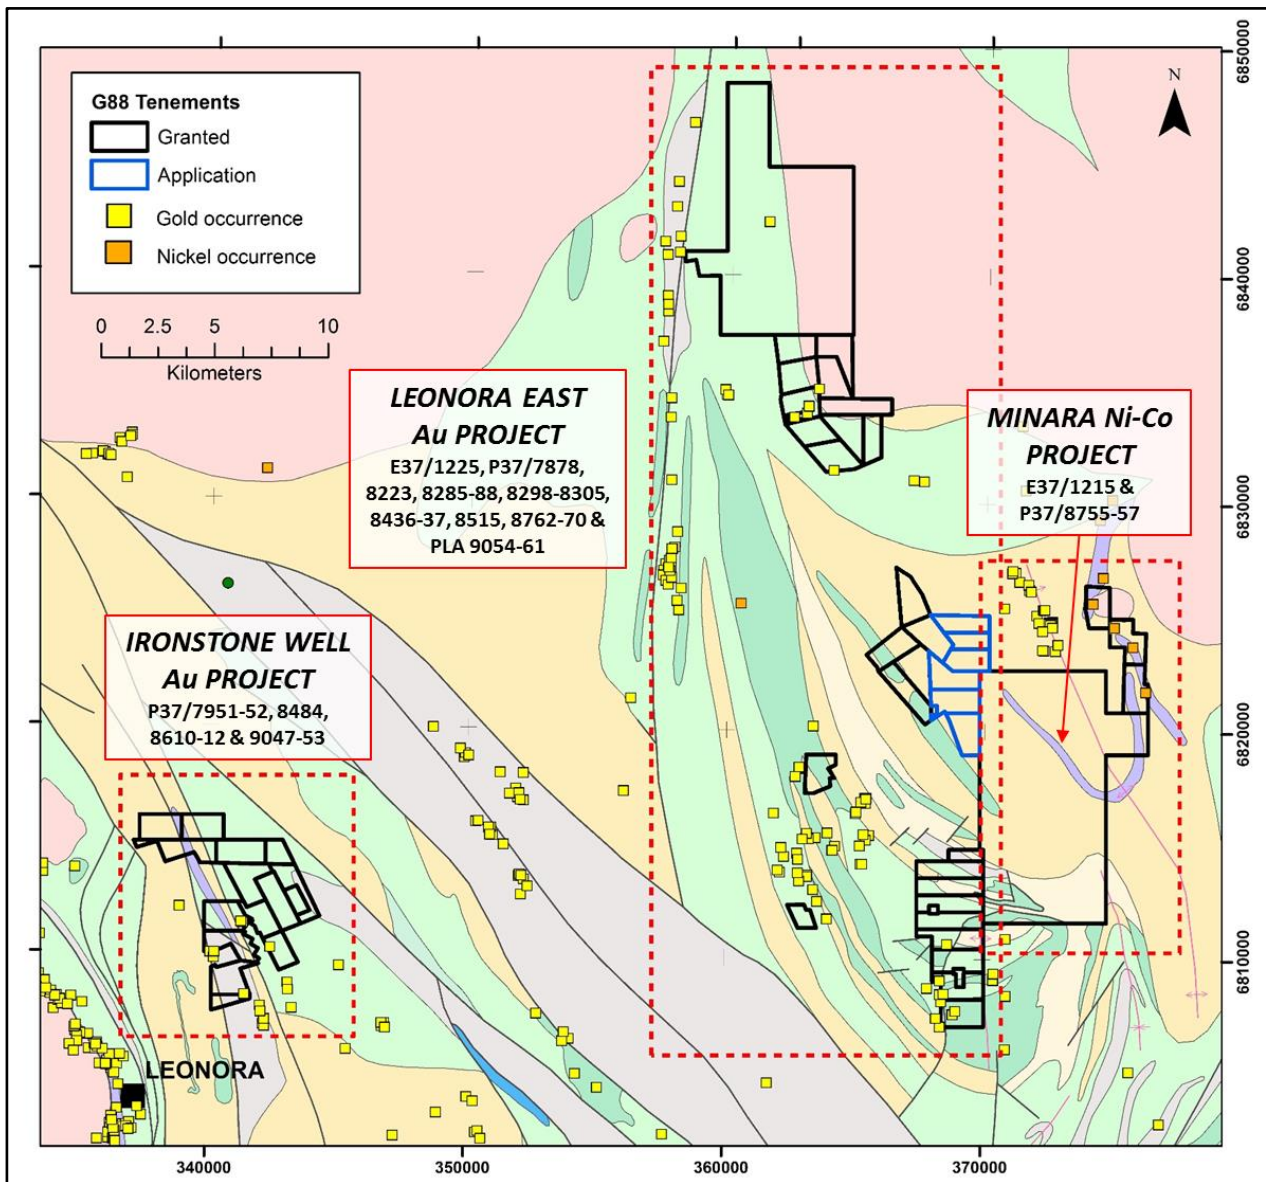 G88 Tenements
Granted
Application
Gold occurrence
Nickel occurrence
0 2.5 5 10
Kilometers
N
6850000
6840000
6830000
6820000
6810000
LEONORA EAST
Au PROJECT
E37/1225, P37/7878,
8223, 8285-88, 8298-8305,
8436-37, 8515, 8762-70 &
PLA 9054-61
MINARA Ni-Co
PROJECT
E37/1215 &
P37/8755-57
IRONSTONE WELL
Au PROJECT
P37/7951-52, 8484,
8610-12 & 9047-53
LEONORA
340000 350000 360000 370000